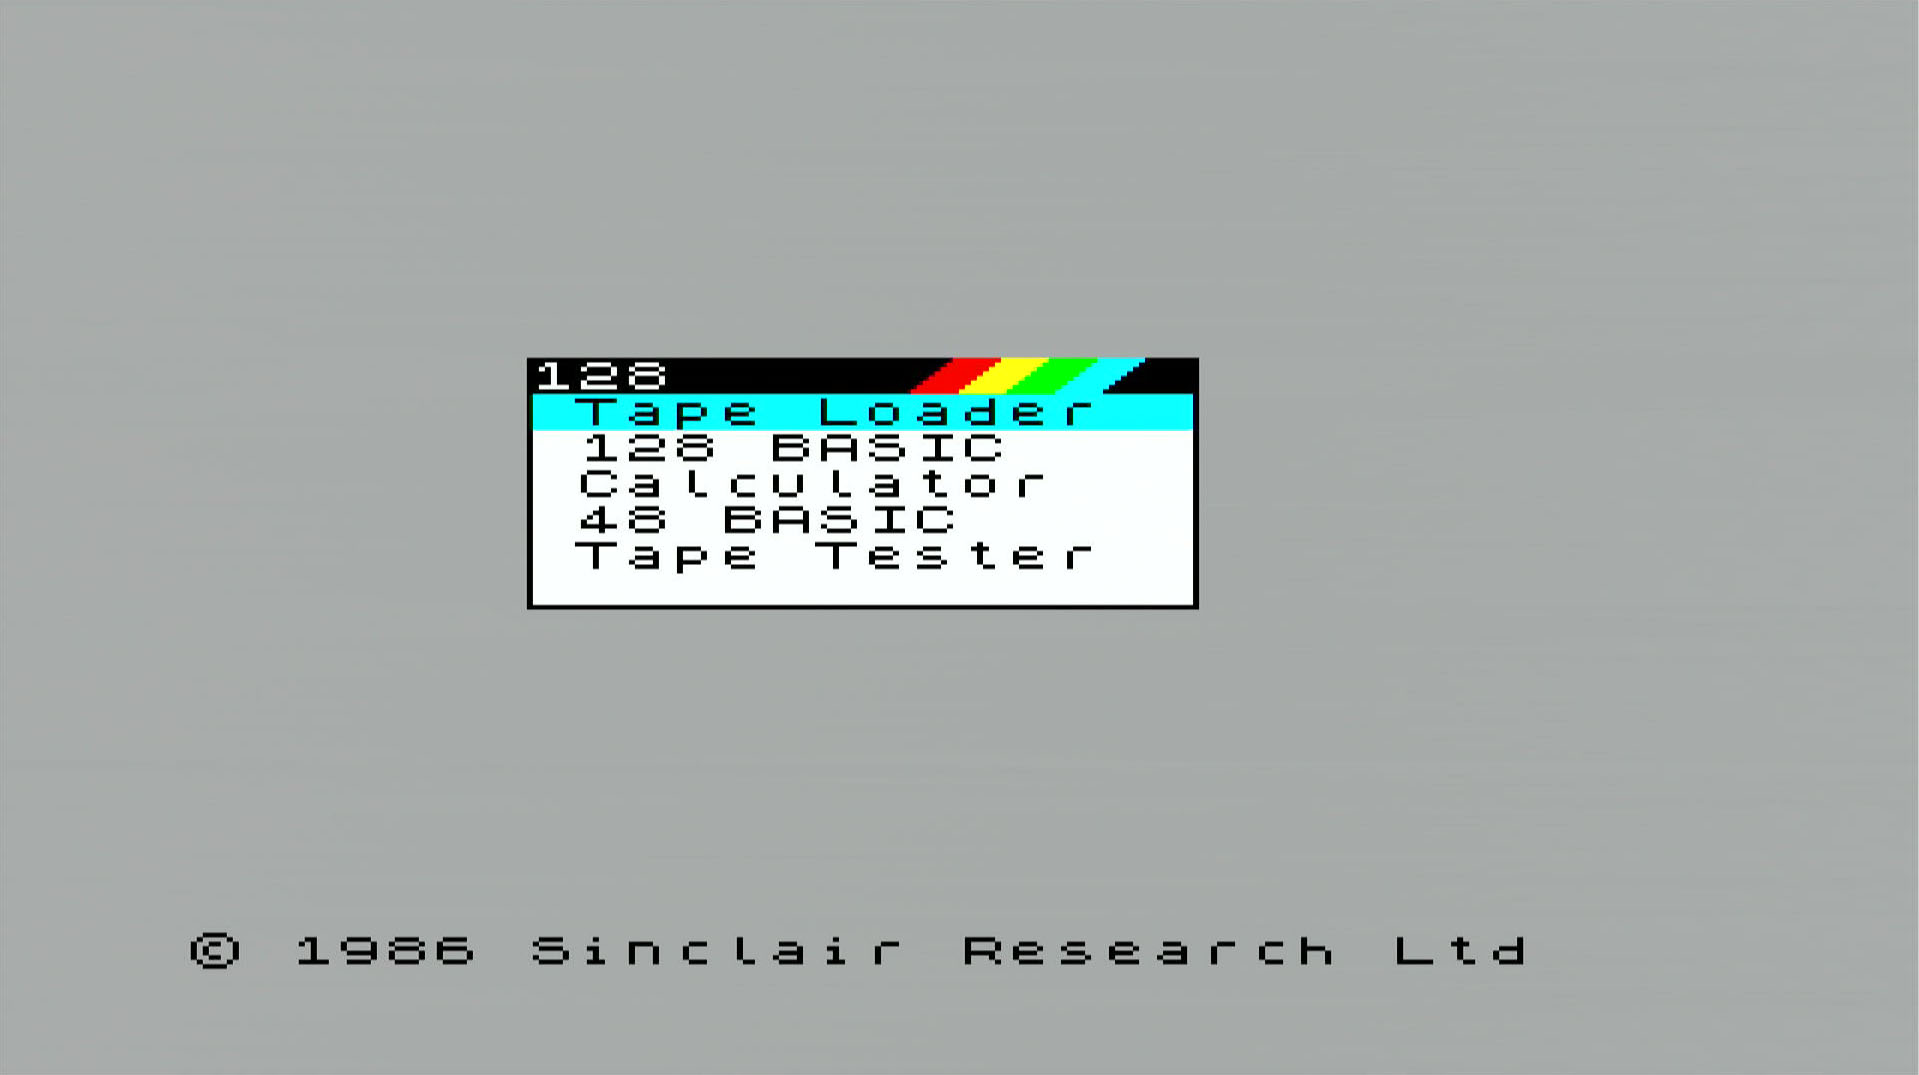 128
Tape Loader
128 BASIC
Calculator
48 BASIC
Tape Tester
© 1986 Sinclair Research Ltd